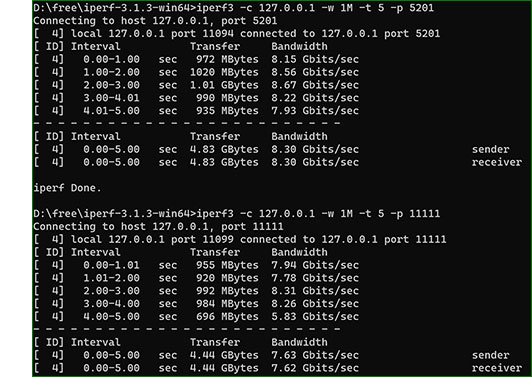 D:\free\iperf-3.1.3-win64>iperf3 -c 127.0.0.1 -w 1M -t 5 -p 5201
Connecting to host 127.0.0.1, port 5201
[  4] local 127.0.0.1 port 11094 connected to 127.0.0.1 port 5201
[ ID] Interval           Transfer     Bandwidth
[  4]   0.00-1.00   sec   972 MBytes  8.15 Gbits/sec
[  4]   1.00-2.00   sec  1020 MBytes  8.56 Gbits/sec
[  4]   2.00-3.00   sec  1.01 GBytes  8.67 Gbits/sec
[  4]   3.00-4.01   sec   990 MBytes  8.22 Gbits/sec
[  4]   4.01-5.00   sec   935 MBytes  7.93 Gbits/sec
- - - - - - - - - - - - - - - - - - - - - - - - -
[ ID] Interval           Transfer     Bandwidth
[  4]   0.00-5.00   sec  4.83 GBytes  8.30 Gbits/sec                  sender
[  4]   0.00-5.00   sec  4.83 GBytes  8.30 Gbits/sec                  receiver
iperf Done.
D:\free\iperf-3.1.3-win64>iperf3 -c 127.0.0.1 -w 1M -t 5 -p 11111
Connecting to host 127.0.0.1, port 11111
[  4] local 127.0.0.1 port 11099 connected to 127.0.0.1 port 11111
[ ID] Interval           Transfer     Bandwidth
[  4]   0.00-1.01   sec   955 MBytes  7.94 Gbits/sec
[  4]   1.01-2.00   sec   920 MBytes  7.78 Gbits/sec
[  4]   2.00-3.00   sec   992 MBytes  8.31 Gbits/sec
[  4]   3.00-4.00   sec   984 MBytes  8.26 Gbits/sec
[  4]   4.00-5.00   sec   696 MBytes  5.83 Gbits/sec
- - - - - - - - - - - - - - - - - - - - - - - - -
[ ID] Interval           Transfer     Bandwidth
[  4]   0.00-5.00   sec  4.44 GBytes  7.63 Gbits/sec                  sender
[  4]   0.00-5.00   sec  4.44 GBytes  7.62 Gbits/sec                  receiver